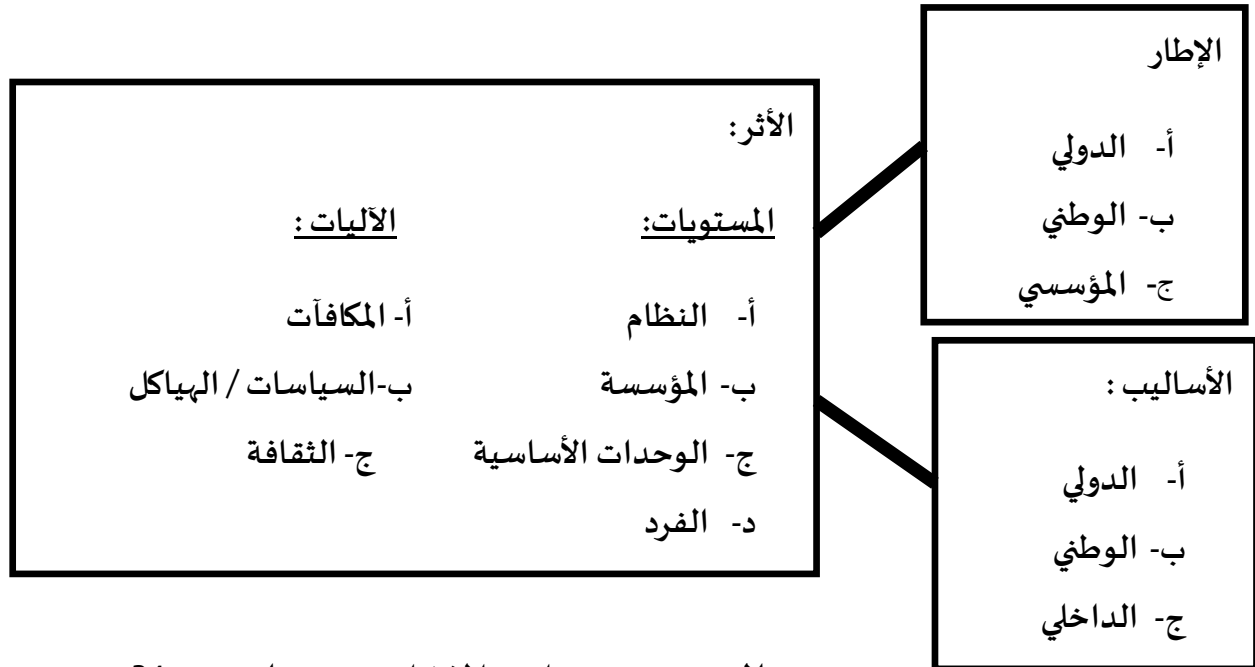 الإطار
أ- الدولي
ب- الوطني
ج- المؤسسي
الأثر:
المستويات:
أ- النظام
ب- المؤسسة
ج- الوحدات الأساسية
د- الفرد
الآليات:
أ- المكافآت
ب-السياسات / الهياكل
ج- الثقافة
الأساليب:
أ- الدولي
ب- الوطني
ج- الداخلي